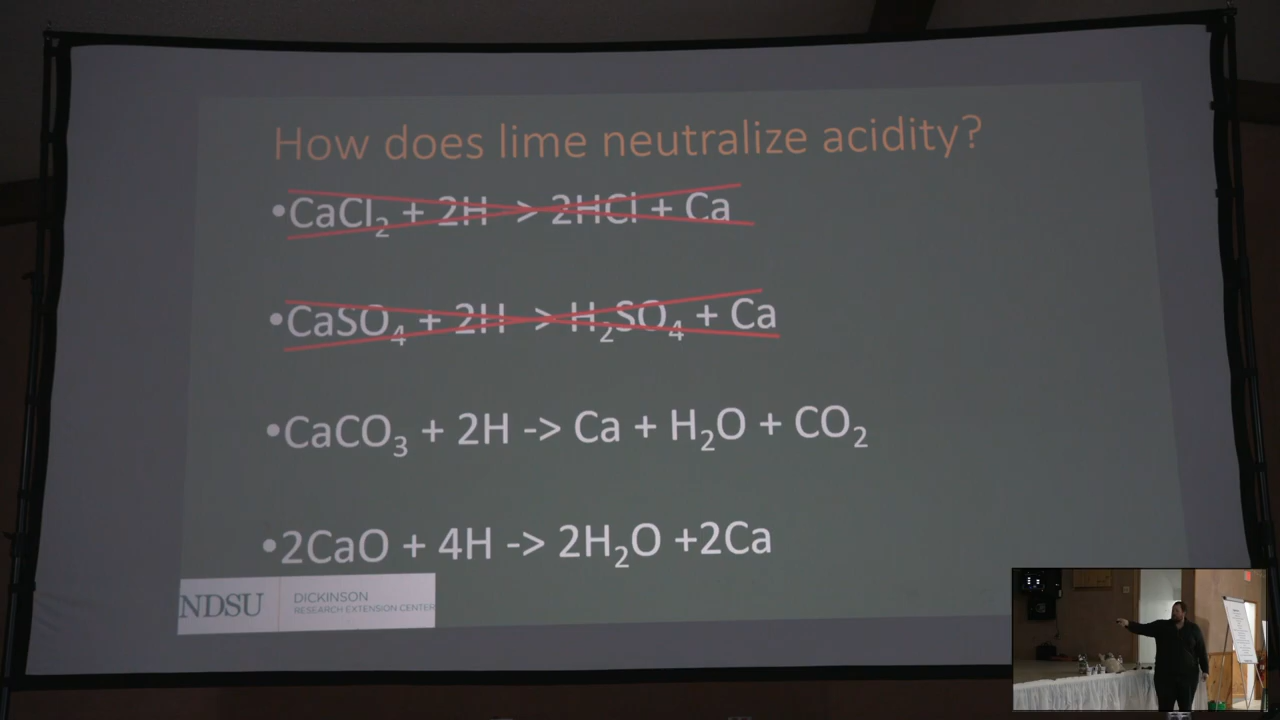 How does lime neutralize acidity?
•CaCl₂ + 2H -> 2HCl + Ca
•CaSO₄ + 2H -> H₂SO₄ + Ca
•CaCO₃ + 2H -> Ca + H₂O + CO₂
•2CaO + 4H -> 2H₂O +2Ca
NDSU
DICKINSON
RESEARCH EXTENSION CENTER